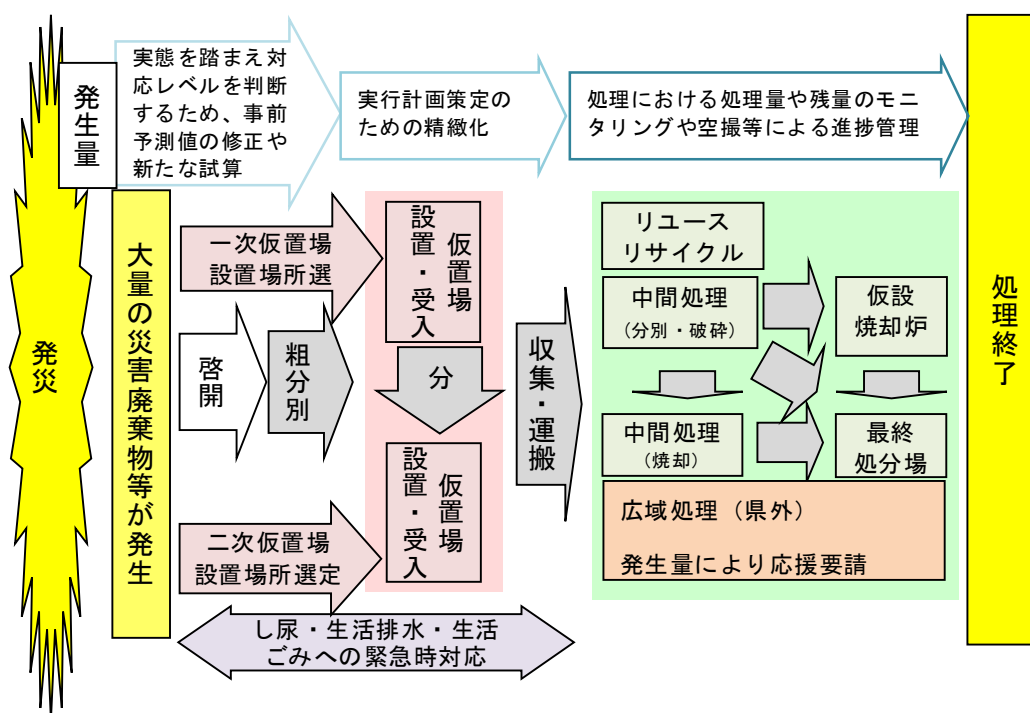 発災
発生量
実態を踏まえ対
応レベルを判断
するため、事前
予測値の修正や
新たな試算
実行計画策定の
ための精緻化
処理における処理量や残量のモニ
タリングや空撮等による進捗管理
処理終了
大量の災害廃棄物等が発生
一次仮置場
設置場所選
仮置場
設置・受入
啓開
粗分別
分
収集・運搬
二次仮置場
設置場所選定
仮置場
設置・受入
リユース
リサイクル
中間処理
(分別・破砕)
仮設
焼却炉
中間処理
(焼却)
最終
処分場
広域処理(県外)
発生量により応援要請
し尿・生活排水・生活
ごみへの緊急時対応